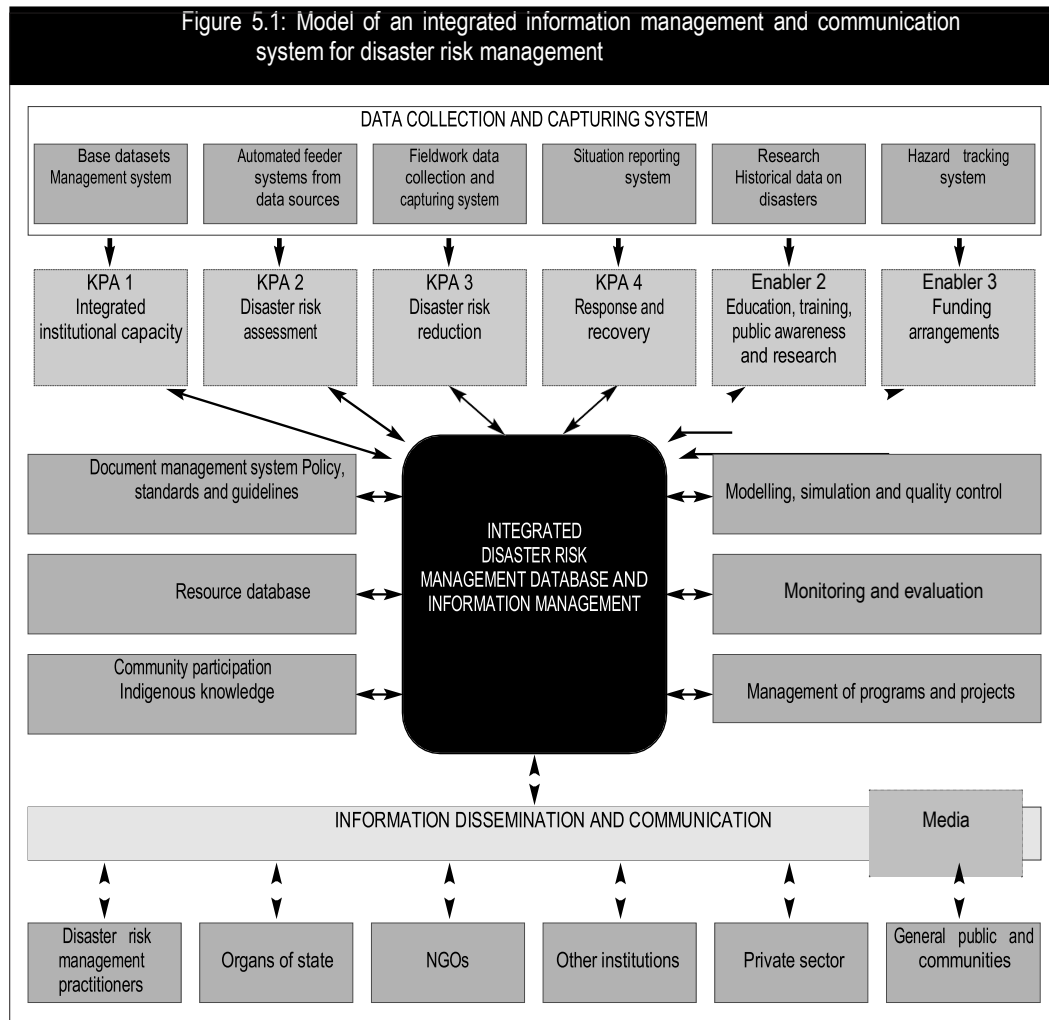 Figure 5.1: Model of an integrated information management and communication
system for disaster risk management
DATA COLLECTION AND CAPTURING SYSTEM
Base datasets
Management system
Automated feeder
systems from
data sources
Fieldwork data
collection and
capturing system
Situation reporting
system
Research
Historical data on
disasters
Hazard tracking
system
KPA 1
Integrated
institutional capacity
KPA 2
Disaster risk
assessment
KPA 3
Disaster risk
reduction
KPA 4
Response and
recovery
Enabler 2
Education, training,
public awareness
and research
Enabler 3
Funding
arrangements
Document management system Policy,
standards and guidelines
Resource database
Community participation
Indigenous knowledge
INTEGRATED
DISASTER RISK
MANAGEMENT DATABASE AND
INFORMATION MANAGEMENT
Modelling, simulation and quality control
Monitoring and evaluation
Management of programs and projects
INFORMATION DISSEMINATION AND COMMUNICATION
Media
Disaster risk
management
practitioners
Organs of state
NGOs
Other institutions
Private sector
General public and
communities